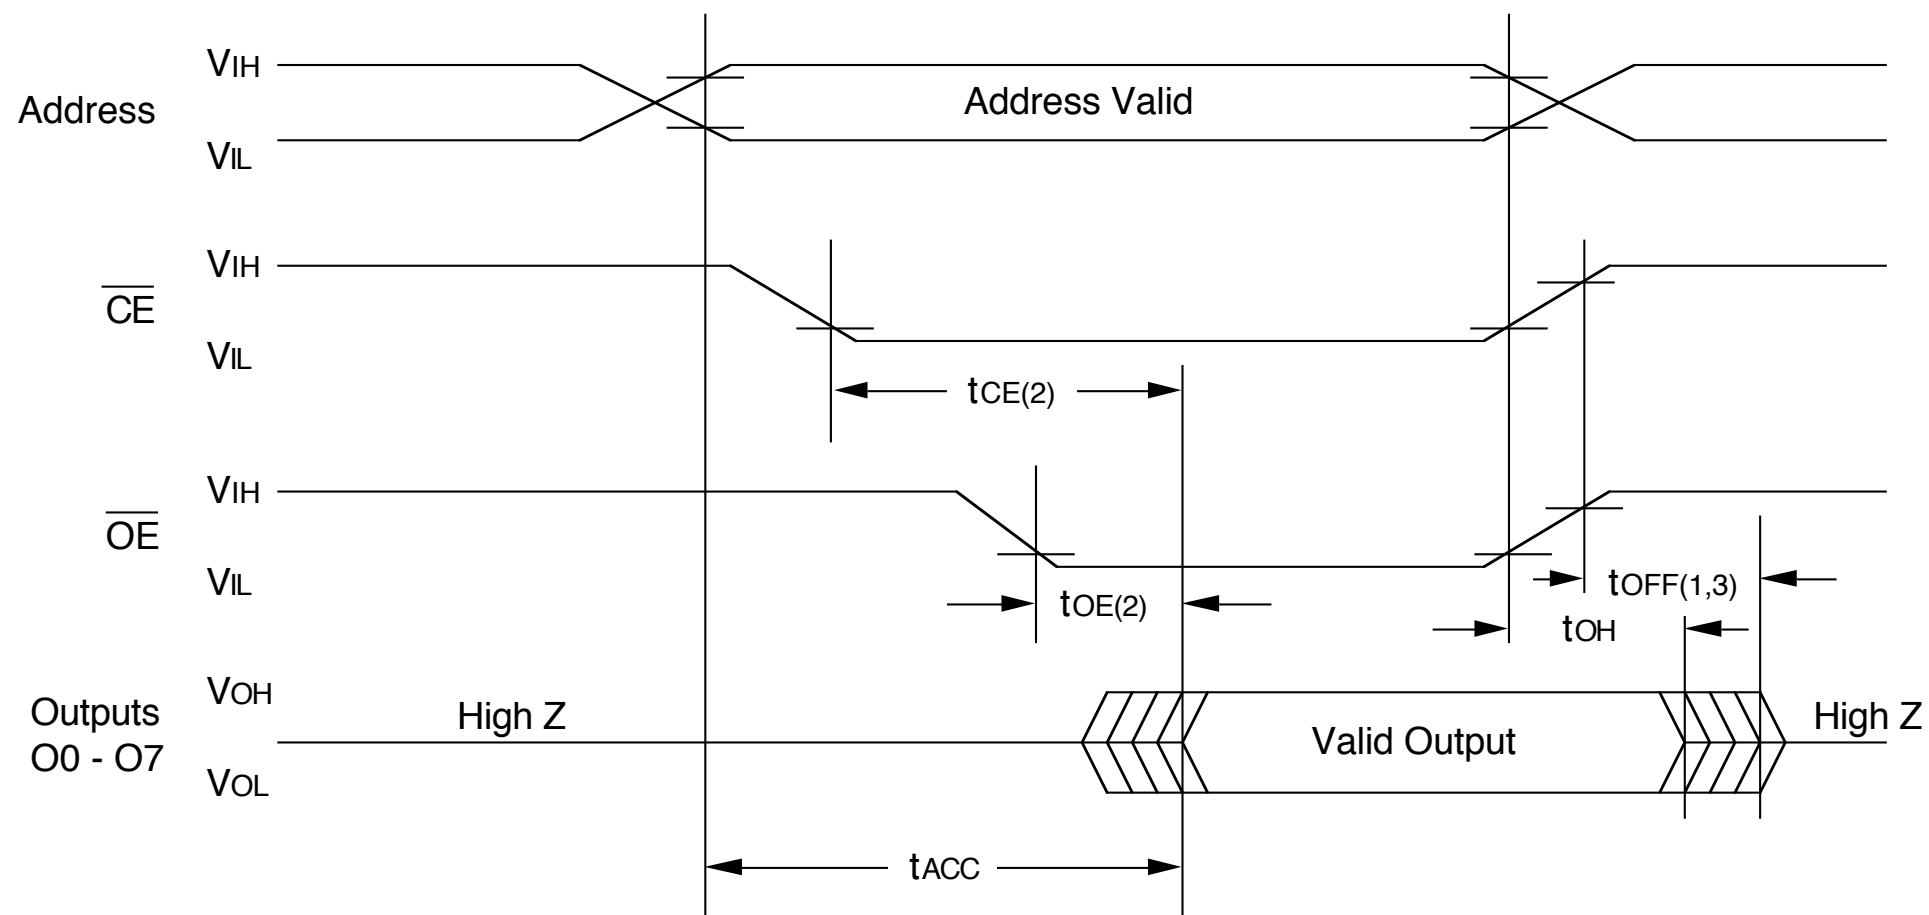 VIH
Address
Address Valid
VIL
VIH
CE
VIL
tCE(2)
VIH
OE
VIL
tOE(2)
tOFF(1,3)
tOH
VOH
Outputs
O0 - O7
High Z
Valid Output
High Z
VOL
tACC